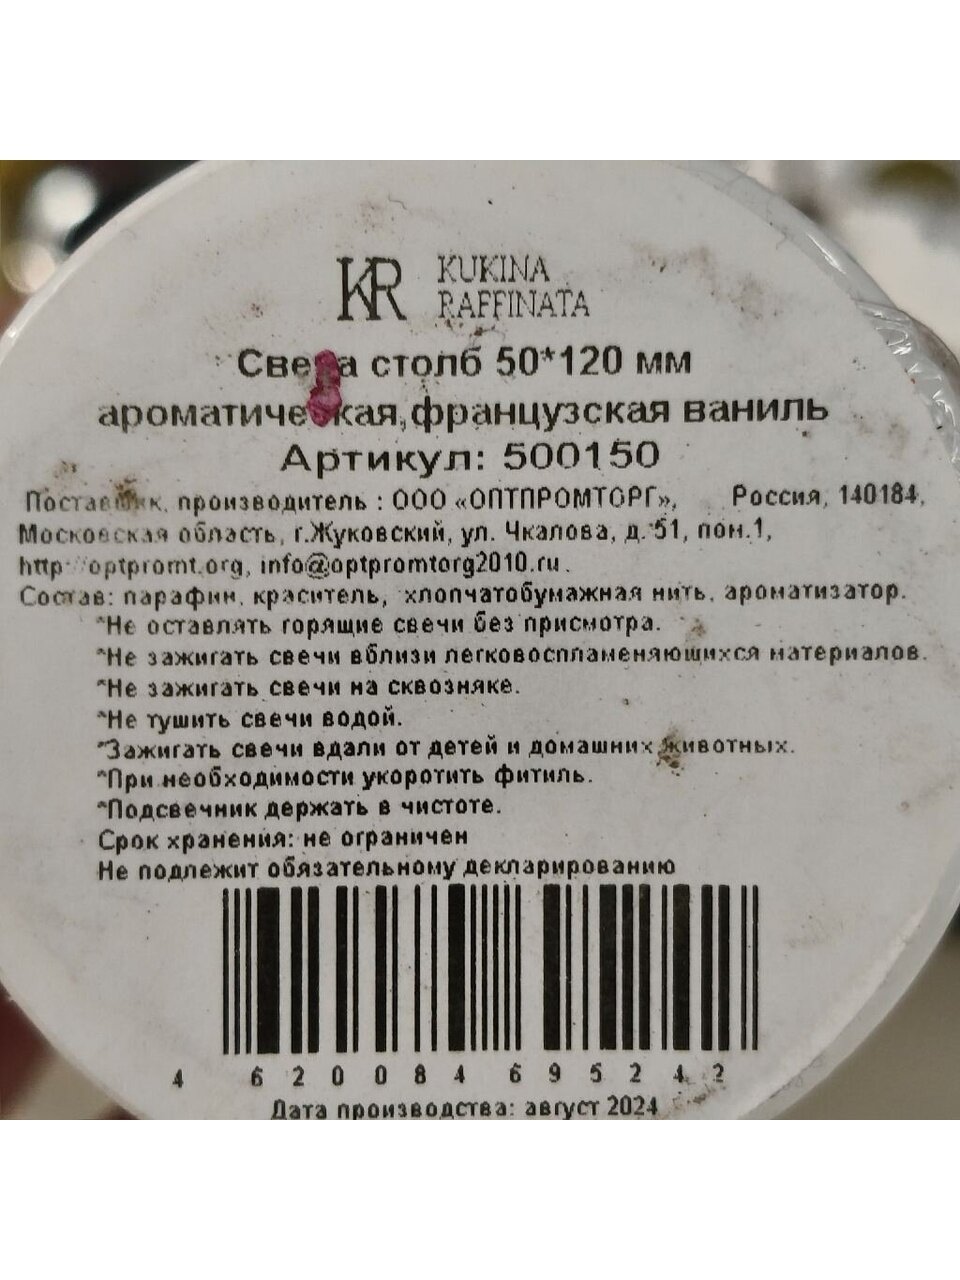 KR KUKINA
RAFFINATA
Свеча столб 50*120 мм
ароматическая, французская ваниль
Артикул: 500150
Поставщик, производитель : ООО «ОПТПРОМТОРГ», Россия, 140184,
Московская область, г.Жуковский, ул. Чкалова, д. 51, пом.1,
http://optpromt.org, info@optpromtorg2010.ru.
Состав: парафин, краситель, хлопчатобумажная нить, ароматизатор.
*Не оставлять горящие свечи без присмотра.
*Не зажигать свечи вблизи легковоспламеняющихся материалов.
*Не зажигать свечи на сквозняке.
*Не тушить свечи водой.
*Зажигать свечи вдали от детей и домашних животных.
*При необходимости укоротить фитиль.
*Подсвечник держать в чистоте.
Срок хранения: не ограничен
Не подлежит обязательному декларированию
4 620084 695242
Дата производства: август 2024